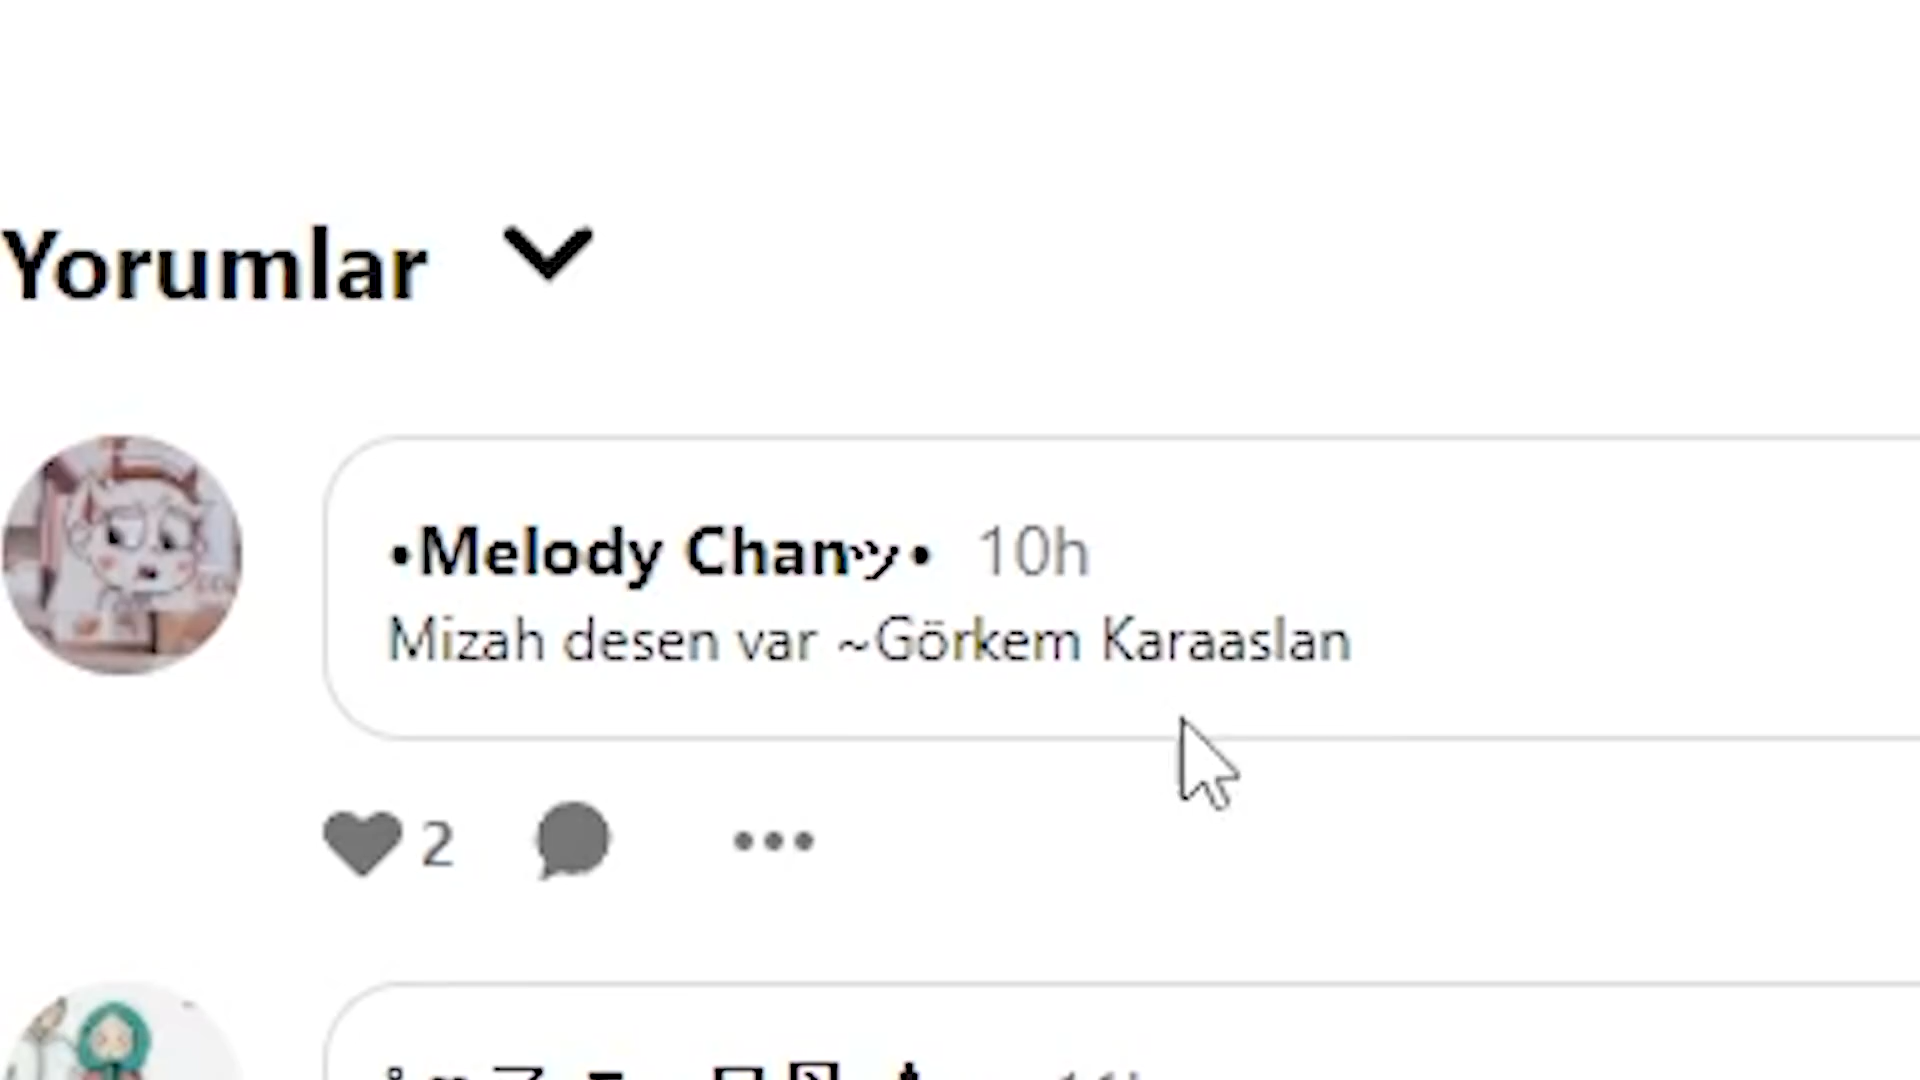 Yorumlar
•Melody Chanッ• 10h
Mizah desen var ~Görkem Karaaslan
2